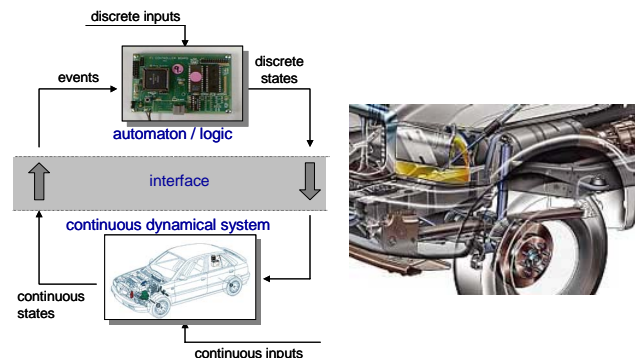 discrete inputs
events
discrete
states
automaton / logic
interface
continuous dynamical system
continuous
states
continuous inputs